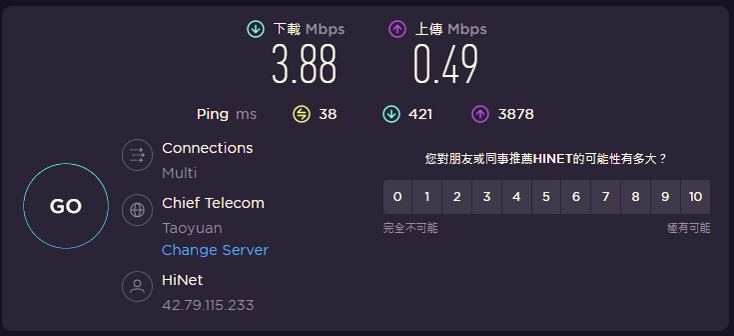 下載 Mbps
3.88
上傳 Mbps
0.49
Ping ms 38 421 3878
GO
Connections
Multi
Chief Telecom
Taoyuan
Change Server
HiNet
42.79.115.233
您對朋友或同事推薦HINET的可能性有多大？
0 1 2 3 4 5 6 7 8 9 10
完全不可能
極有可能